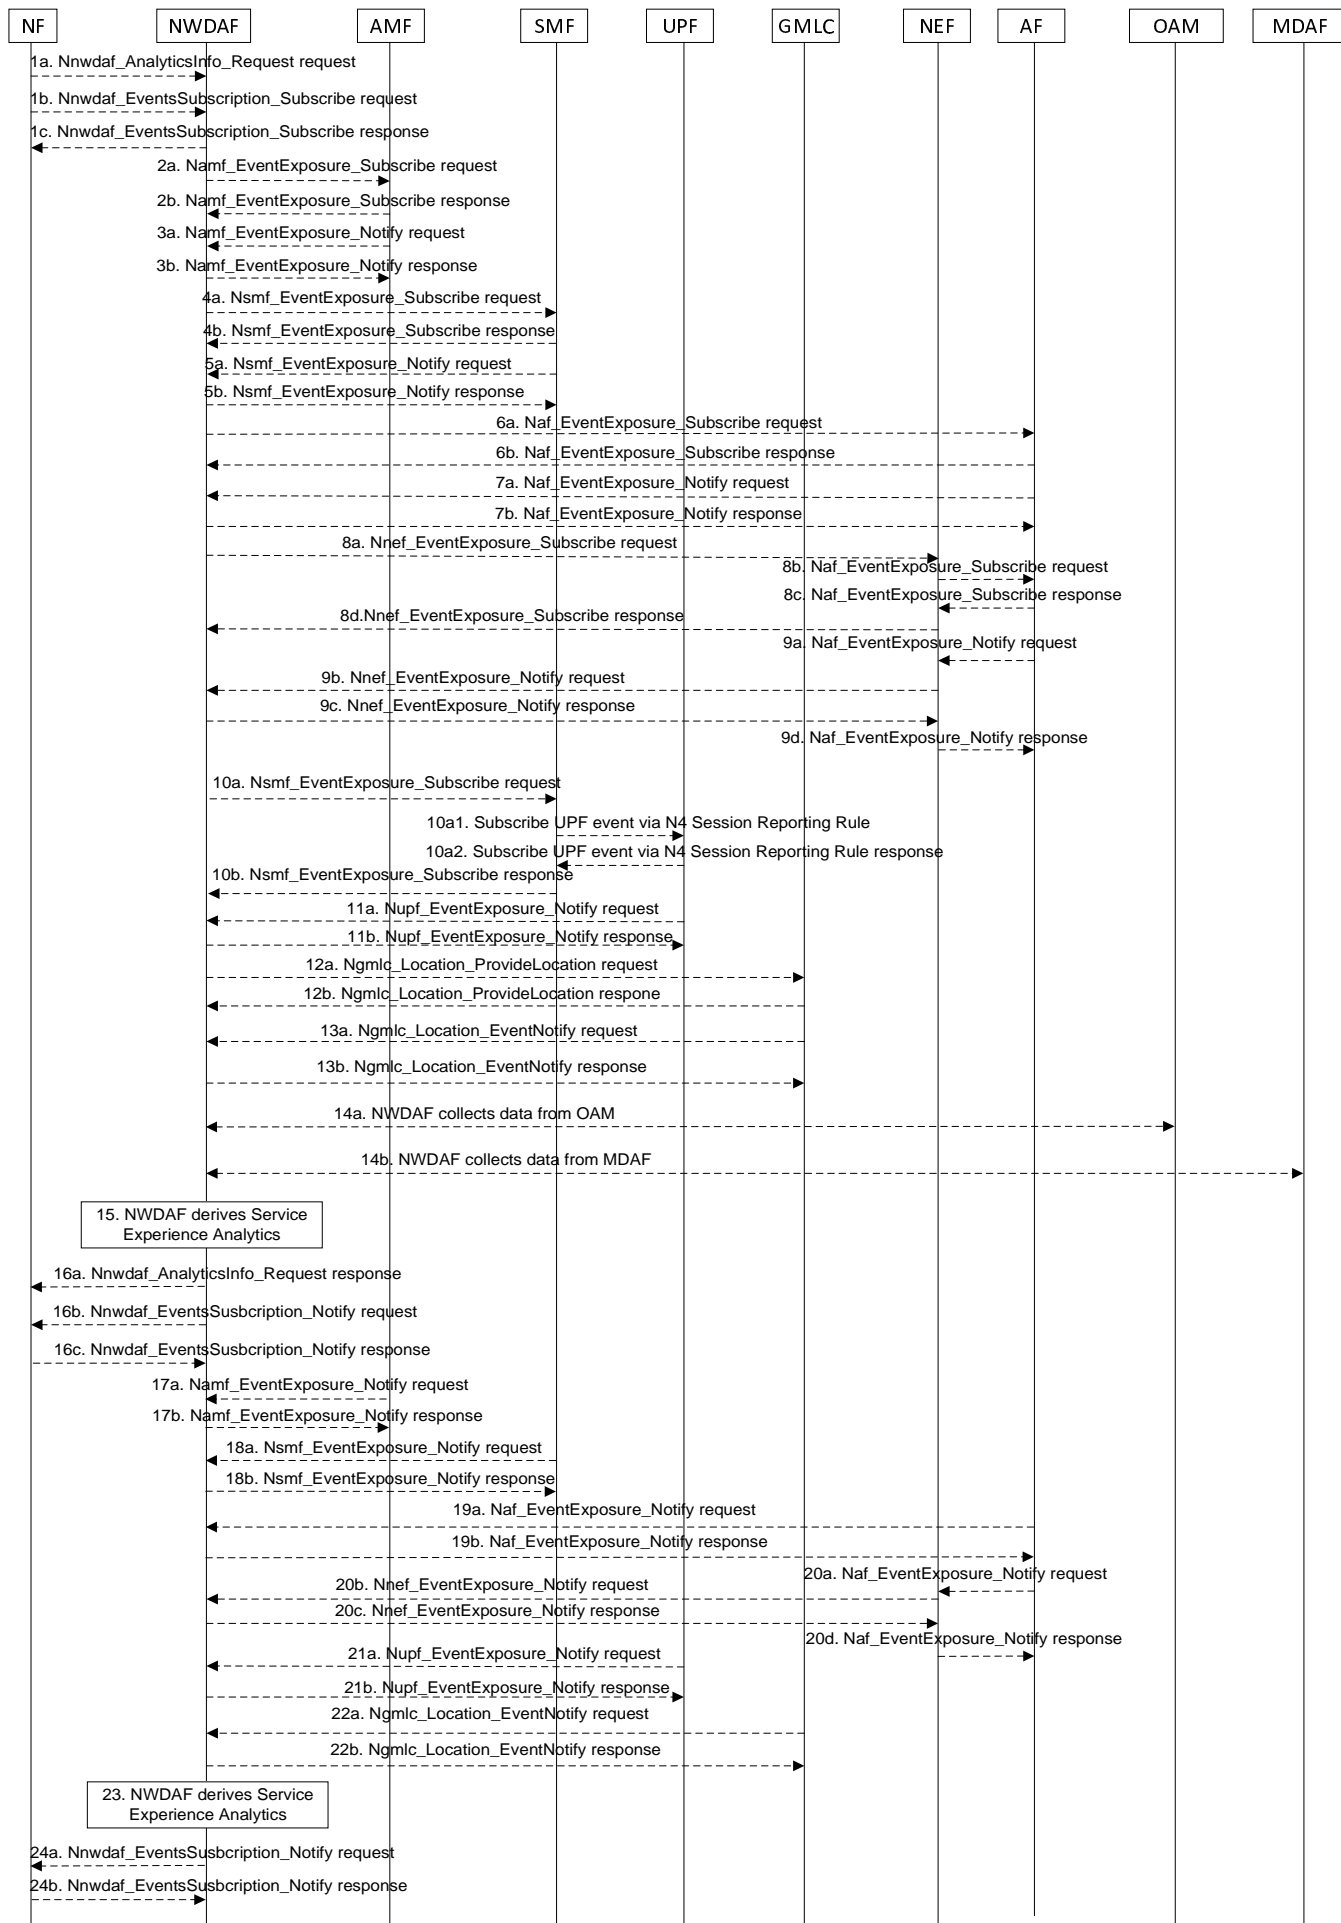 NF
NWDAF
AMF
SMF
UPF
GMLC
NEF
AF
OAM
MDAF
1a. Nnwdaf_AnalyticsInfo_Request request
1b. Nnwdaf_EventsSubscription_Subscribe request
1c. Nnwdaf_EventsSubscription_Subscribe response
2a. Namf_EventExposure_Subscribe request
2b. Namf_EventExposure_Subscribe response
3a. Namf_EventExposure_Notify request
3b. Namf_EventExposure_Notify response
4a. Nsmf_EventExposure_Subscribe request
4b. Nsmf_EventExposure_Subscribe response
5a. Nsmf_EventExposure_Notify request
5b. Nsmf_EventExposure_Notify response
6a. Naf_EventExposure_Subscribe request
6b. Naf_EventExposure_Subscribe response
7a. Naf_EventExposure_Notify request
7b. Naf_EventExposure_Notify response
8a. Nnef_EventExposure_Subscribe request
8b. Naf_EventExposure_Subscribe request
8c. Naf_EventExposure_Subscribe response
8d.Nnef_EventExposure_Subscribe response
9a. Naf_EventExposure_Notify request
9b. Nnef_EventExposure_Notify request
9c. Nnef_EventExposure_Notify response
9d. Naf_EventExposure_Notify response
10a. Nsmf_EventExposure_Subscribe request
10a1. Subscribe UPF event via N4 Session Reporting Rule
10a2. Subscribe UPF event via N4 Session Reporting Rule response
10b. Nsmf_EventExposure_Subscribe response
11a. Nupf_EventExposure_Notify request
11b. Nupf_EventExposure_Notify response
12a. Ngmlc_Location_ProvideLocation request
12b. Ngmlc_Location_ProvideLocation respone
13a. Ngmlc_Location_EventNotify request
13b. Ngmlc_Location_EventNotify response
14a. NWDAF collects data from OAM
14b. NWDAF collects data from MDAF
15. NWDAF derives Service
Experience Analytics
16a. Nnwdaf_AnalyticsInfo_Request response
16b. Nnwdaf_EventsSusbcription_Notify request
16c. Nnwdaf_EventsSusbcription_Notify response
17a. Namf_EventExposure_Notify request
17b. Namf_EventExposure_Notify response
18a. Nsmf_EventExposure_Notify request
18b. Nsmf_EventExposure_Notify response
19a. Naf_EventExposure_Notify request
19b. Naf_EventExposure_Notify response
20a. Naf_EventExposure_Notify request
20b. Nnef_EventExposure_Notify request
20c. Nnef_EventExposure_Notify response
20d. Naf_EventExposure_Notify response
21a. Nupf_EventExposure_Notify request
21b. Nupf_EventExposure_Notify response
22a. Ngmlc_Location_EventNotify request
22b. Ngmlc_Location_EventNotify response
23. NWDAF derives Service
Experience Analytics
24a. Nnwdaf_EventsSusbcription_Notify request
24b. Nnwdaf_EventsSusbcription_Notify response